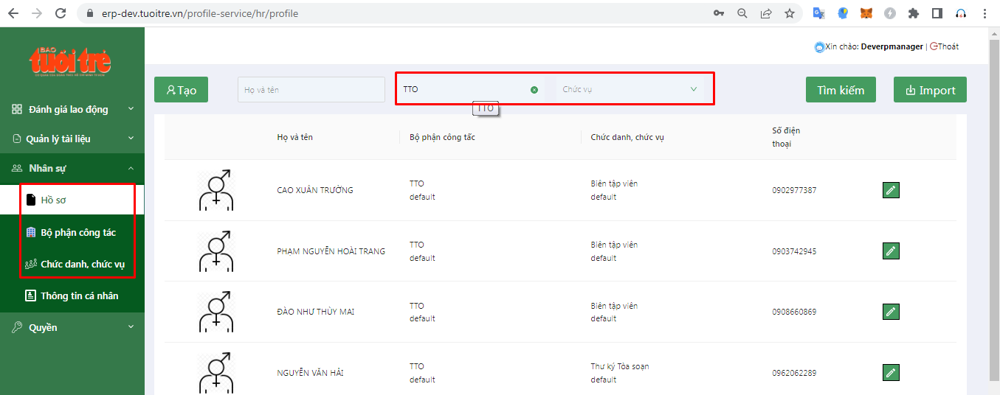 erp-dev.tuoitre.vn/profile-service/hr/profile
BÁO
tuổi trẻ
Xin chào: Deverpmanager | Thoát
Tạo
Họ và tên
TTO
Chức vụ
Tìm kiếm
Import
TTO
Đánh giá lao động
Quản lý tài liệu
Nhân sự
Hồ sơ
Bộ phận công tác
Chức danh, chức vụ
Thông tin cá nhân
Quyền
Họ và tên
Bộ phận công tấc
Chức danh, chức vụ
Số điện
thoại
CAO XUÂN TRƯỜNG
TTO
default
Biên tập viên
default
0902977387
PHẠM NGUYỄN HOÀI TRANG
TTO
default
Biên tập viên
default
0903742945
ĐÀO NHƯ THÙY MAI
TTO
default
Biên tập viên
default
0908660869
NGUYỄN VĂN HẢI
TTO
default
Thư ký Tòa soạn
default
0962062289